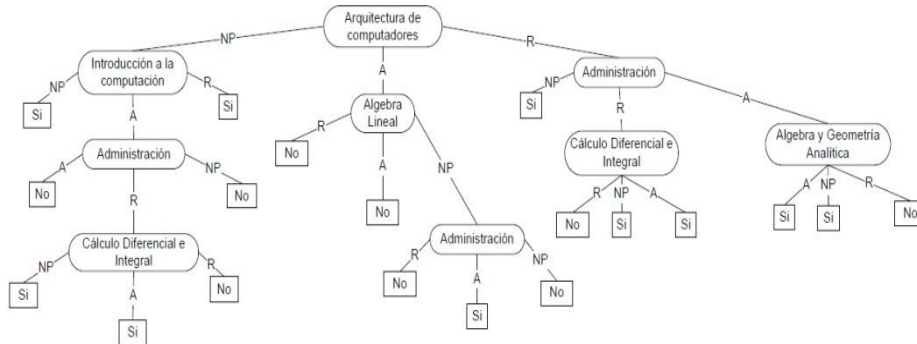 Arquitectura de
computadores
NP
A
R
Introducción a la
computación
NP
A
R
Si
Si
Algebra
Lineal
R
A
NP
No
No
Administración
NP
R
A
Si
Administración
A
R
NP
No
No
Cálculo Diferencial e
Integral
R
NP
A
No
Si
Si
Algebra y Geometría
Analítica
A
NP
R
Si
Si
No
Cálculo Diferencial e
Integral
NP
A
R
Si
Si
No
Administración
R
A
NP
No
Si
No